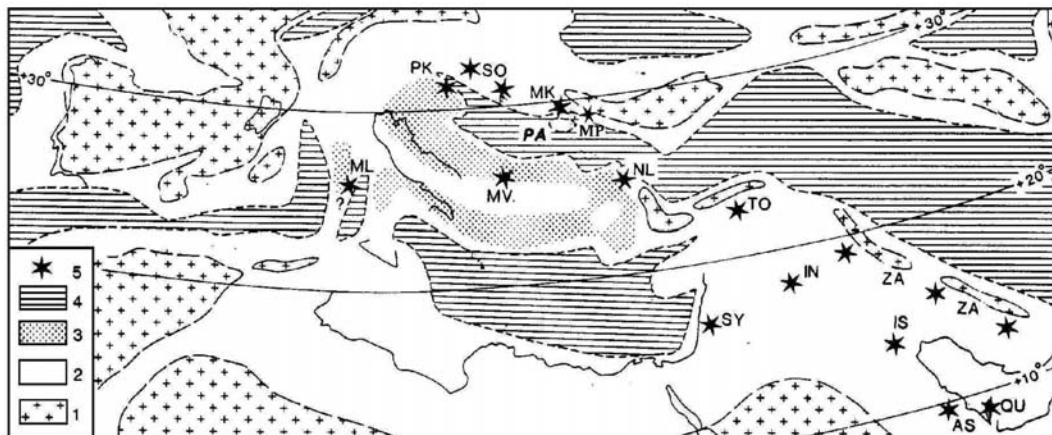 +30°
30°
PK
SO
MK
MP
PA
ML
?
MV.
NL
+20°
TO
IN
ZA
ZA
SY
IS
+10°
AS
QU
5
4
3
2
1